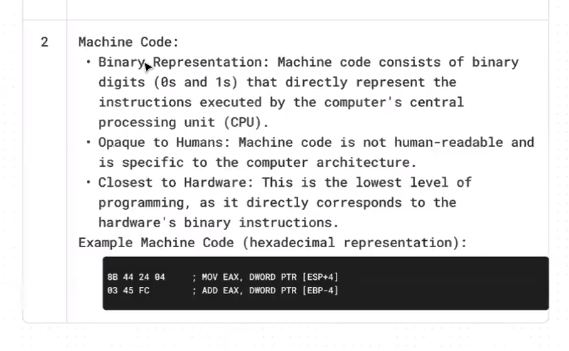 2
Machine Code:
• Binary Representation: Machine code consists of binary
digits (0s and 1s) that directly represent the
instructions executed by the computer's central
processing unit (CPU).
• Opaque to Humans: Machine code is not human-readable and
is specific to the computer architecture.
• Closest to Hardware: This is the lowest level of
programming, as it directly corresponds to the
hardware's binary instructions.
Example Machine Code (hexadecimal representation):
8B 44 24 04 ; MOV EAX, DWORD PTR [ESP+4]
03 45 FC ; ADD EAX, DWORD PTR [EBP-4]